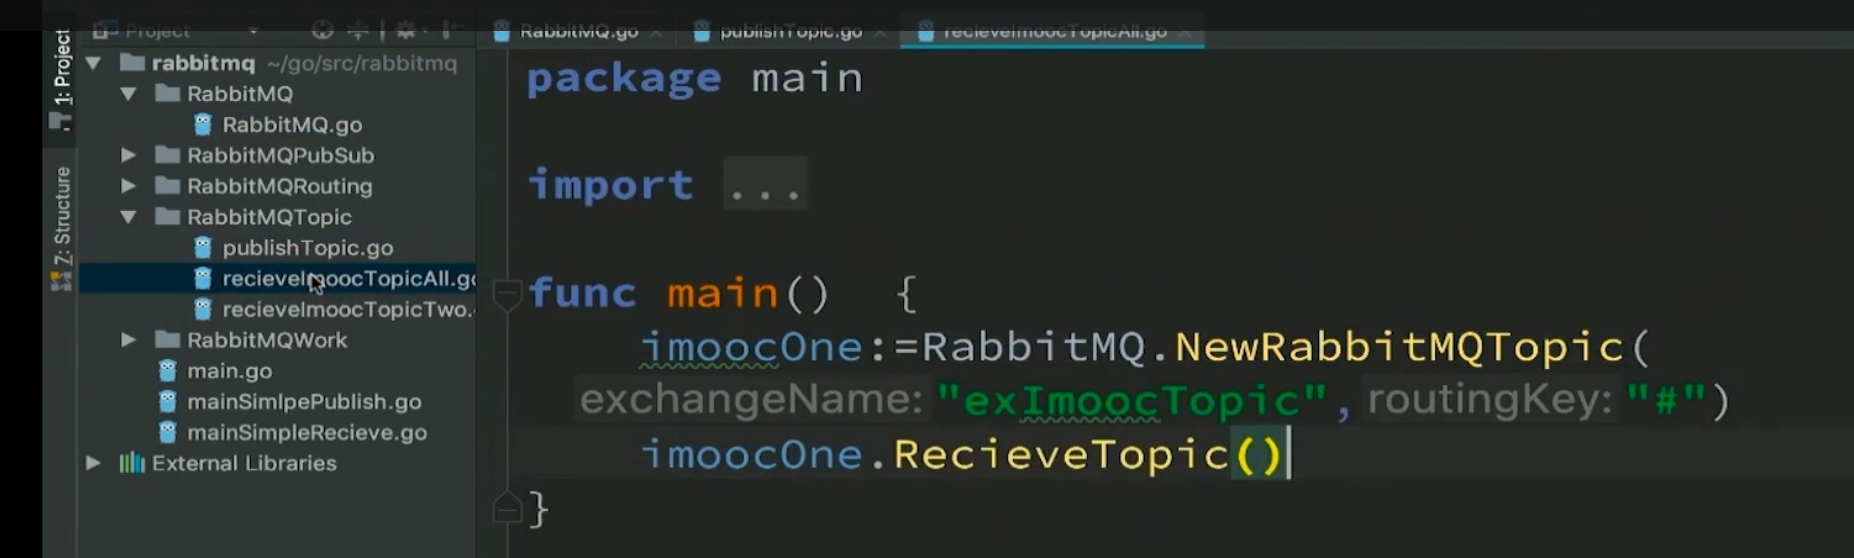 Project
RabbitMQ.go
publishTopic.go
recieveImoocTopicAll.go
1: Project
Z: Structure
rabbitmq ~/go/src/rabbitmq
RabbitMQ
RabbitMQ.go
RabbitMQPubSub
RabbitMQRouting
RabbitMQTopic
publishTopic.go
recieveImoocTopicAll.go
recieveImoocTopicTwo.
RabbitMQWork
main.go
mainSimlpePublish.go
mainSimpleRecieve.go
External Libraries
package main
import ...
func main() {
imoocOne:=RabbitMQ.NewRabbitMQTopic(
exchangeName: "exImoocTopic", routingKey: "#")
imoocOne.RecieveTopic()
}